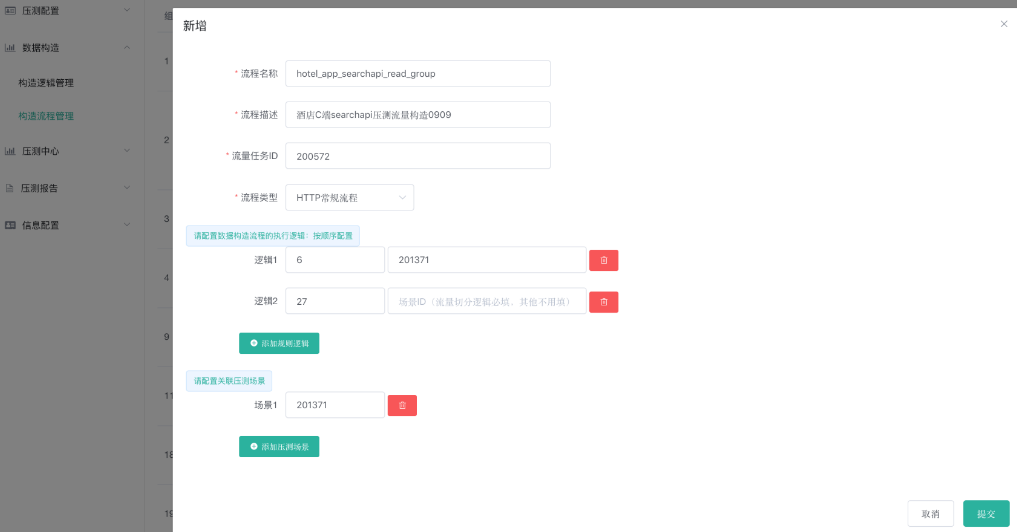 压测配置
组
新增
数据构造
1
* 流程名称 hotel_app_searchapi_read_group
构造逻辑管理
* 流程描述 酒店C端searchapi压测流量构造0909
构造流程管理
2
压测中心
* 流量任务ID 200572
压测报告
* 流程类型 HTTP常规流程
3
信息配置
请配置数据构造流程的执行逻辑：按顺序配置
逻辑1 6 201371
4
逻辑2 27 场景ID（流量切分逻辑必填，其他不用填）
9
添加规则逻辑
请配置关联压测场景
11
场景1 201371
添加压测场景
18
19
取消 提交